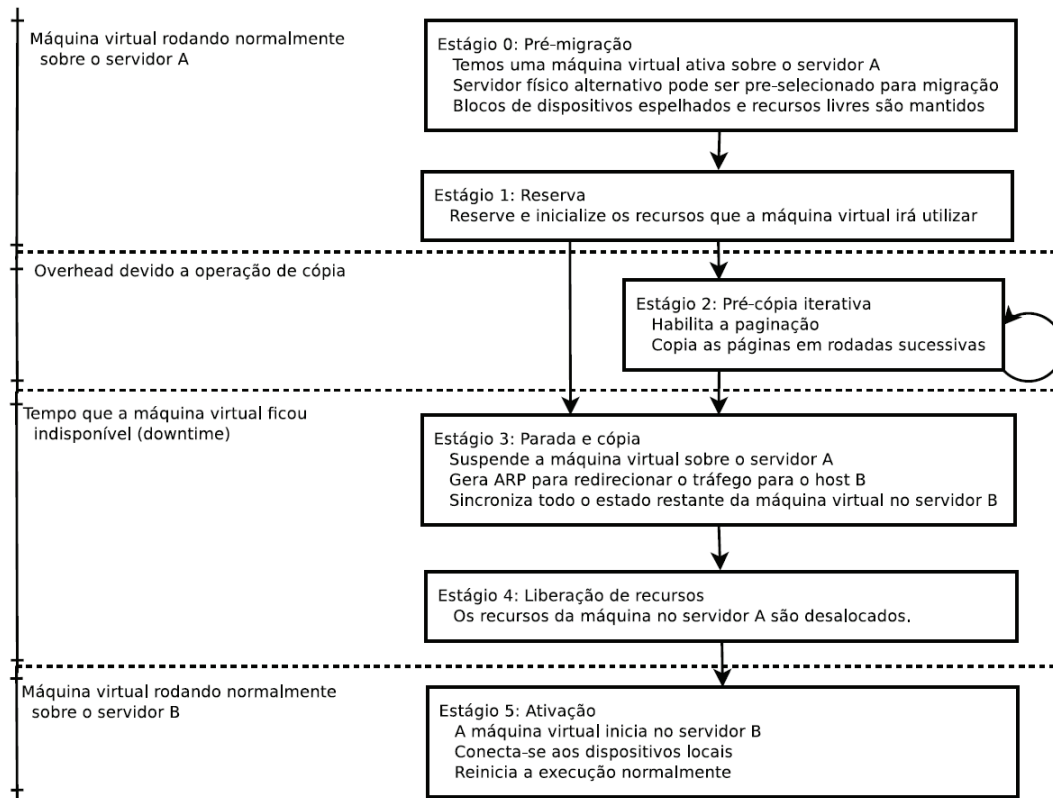 Máquina virtual rodando normalmente
sobre o servidor A
Estágio 0: Pré-migração
Temos uma máquina virtual ativa sobre o servidor A
Servidor físico alternativo pode ser pre-selecionado para migração
Blocos de dispositivos espelhados e recursos livres são mantidos
Estágio 1: Reserva
Reserve e inicialize os recursos que a máquina virtual irá utilizar
Overhead devido a operação de cópia
Estágio 2: Pré-cópia iterativa
Habilita a paginação
Copia as páginas em rodadas sucessivas
Tempo que a máquina virtual ficou
indisponível (downtime)
Estágio 3: Parada e cópia
Suspende a máquina virtual sobre o servidor A
Gera ARP para redirecionar o tráfego para o host B
Sincroniza todo o estado restante da máquina virtual no servidor B
Estágio 4: Liberação de recursos
Os recursos da máquina no servidor A são desalocados.
Máquina virtual rodando normalmente
sobre o servidor B
Estágio 5: Ativação
A máquina virtual inicia no servidor B
Conecta-se aos dispositivos locais
Reinicia a execução normalmente